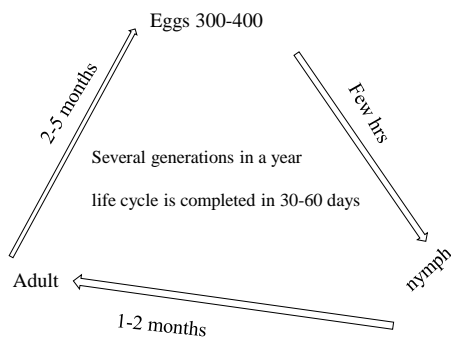 Eggs 300-400
Few hrs
2-5 months
Several generations in a year
life cycle is completed in 30-60 days
nymph
Adult
1-2 months